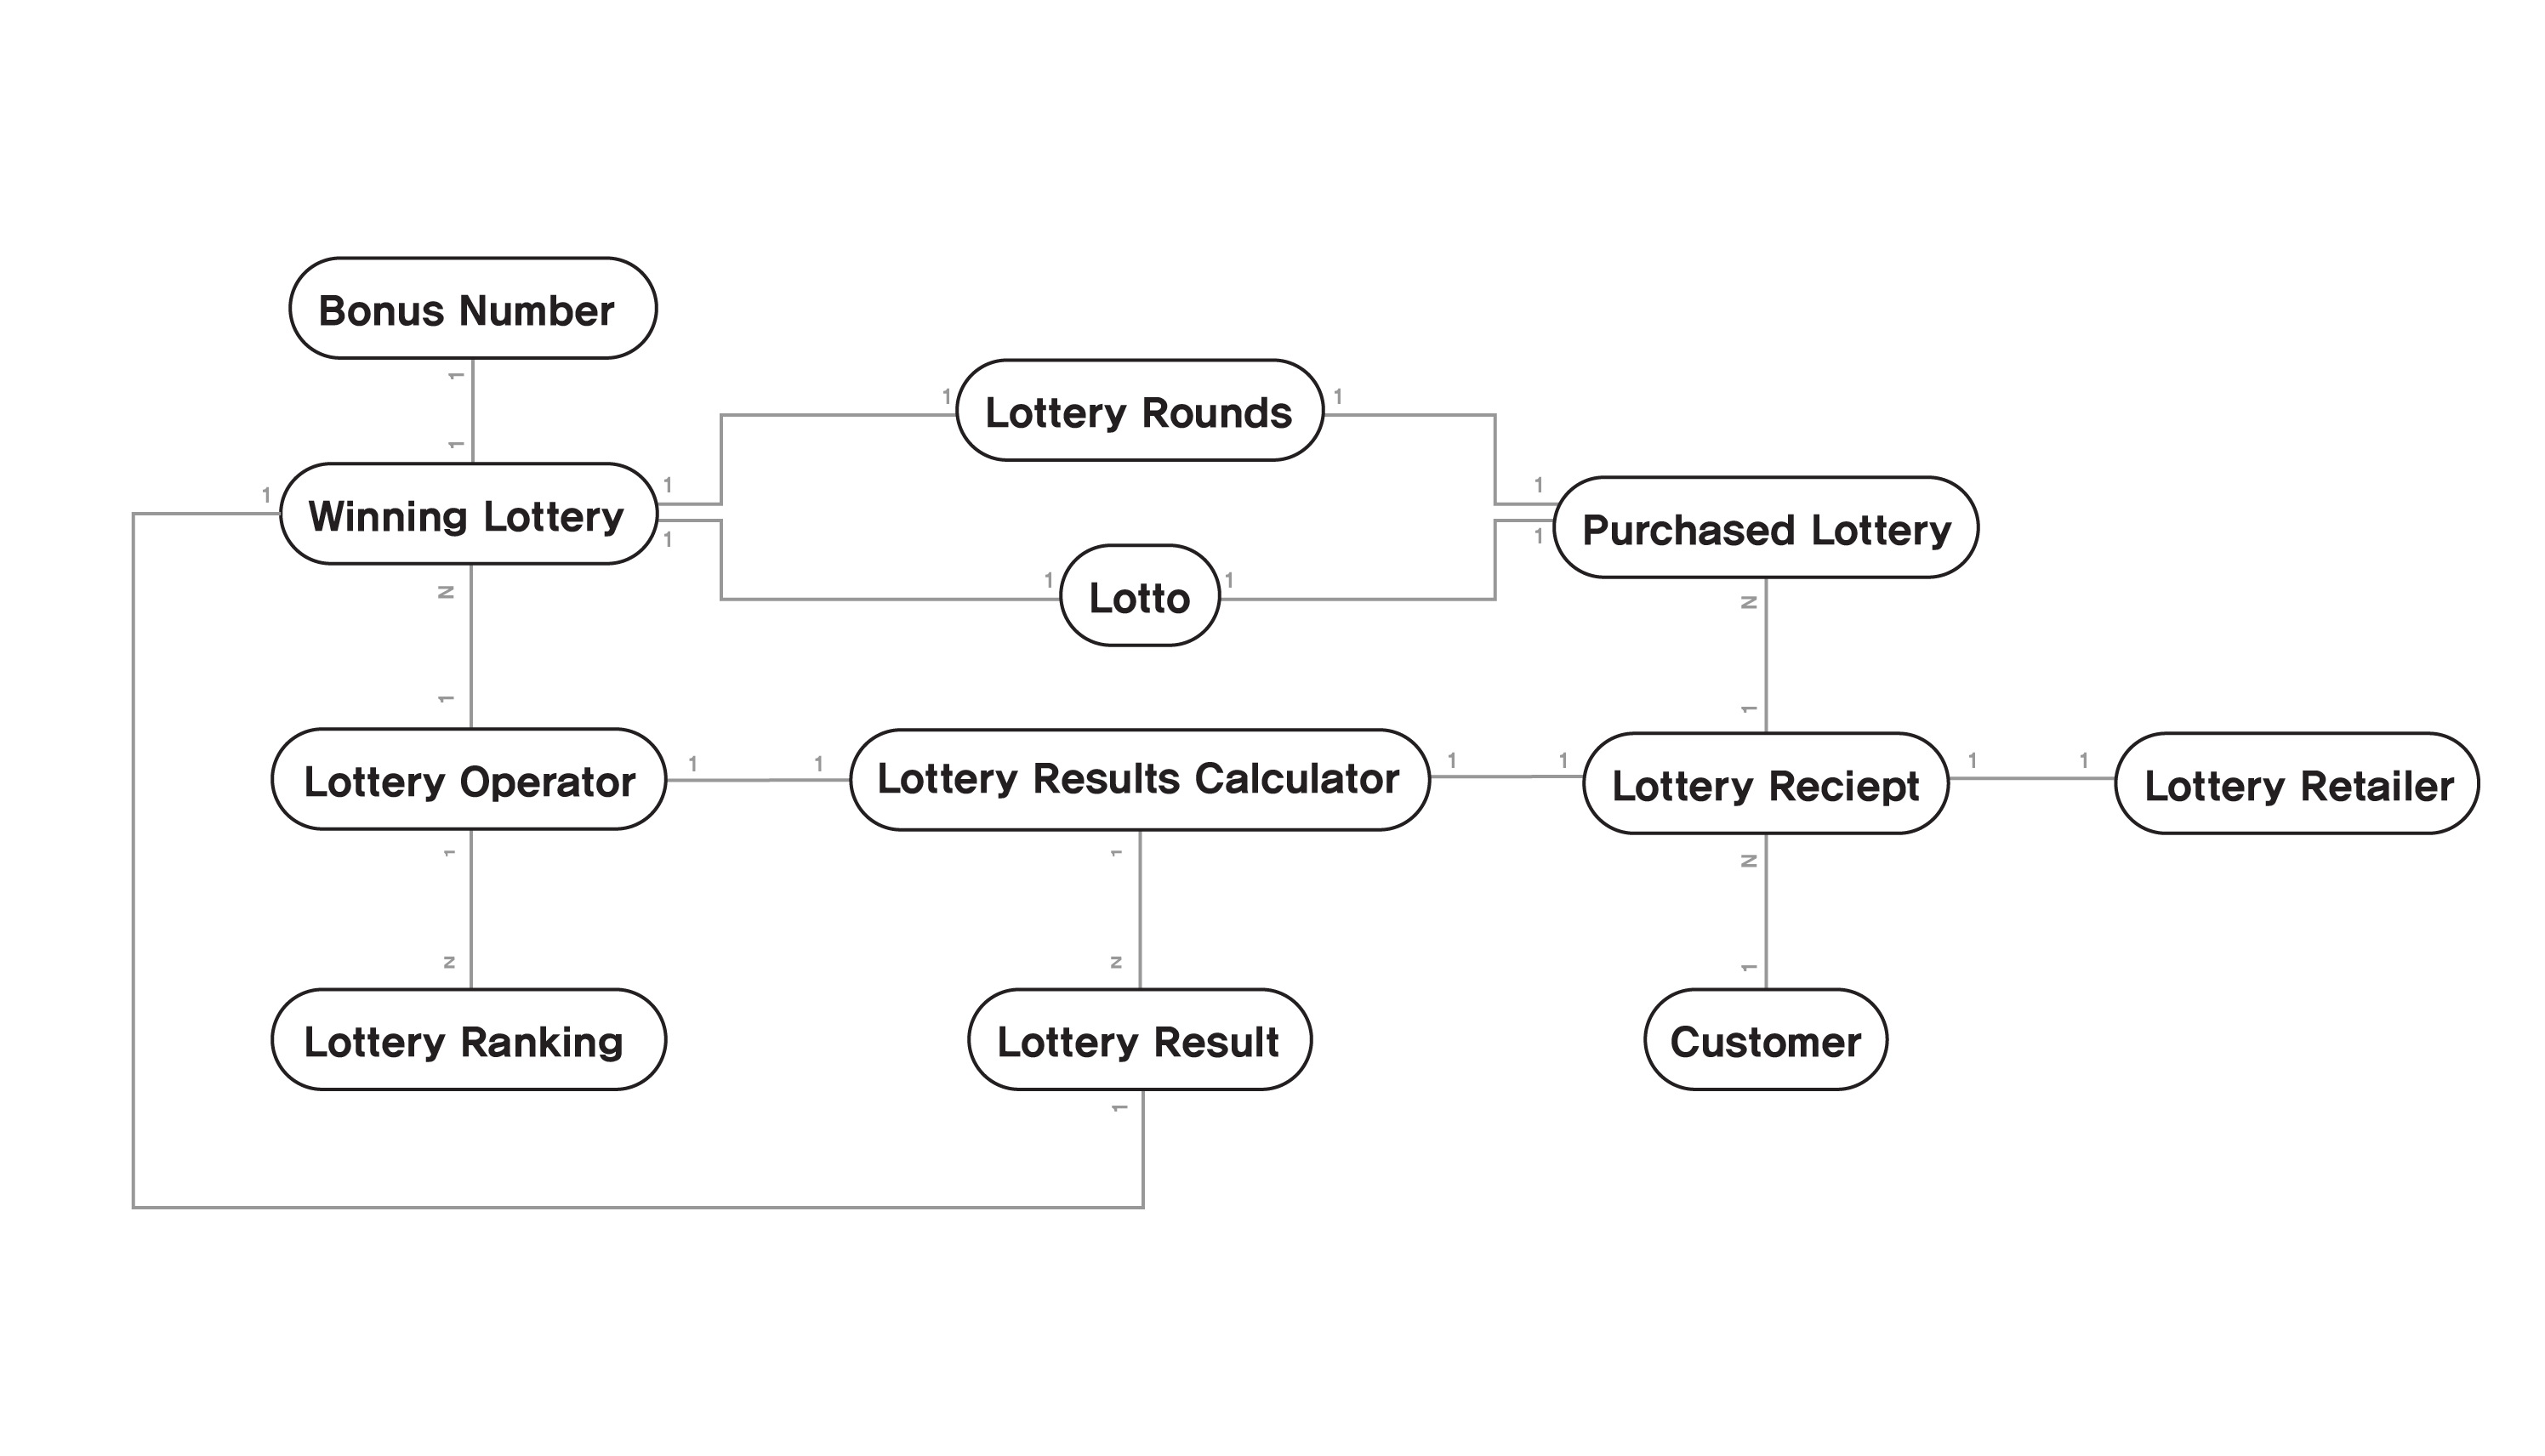 Bonus Number
1
1
1
Winning Lottery
1
1
1
Lottery Rounds
1
1
Lotto
1
1
1
Purchased Lottery
N
1
N
1
Lottery Operator
1
1
Lottery Results Calculator
1
1
Lottery Reciept
1
1
Lottery Retailer
1
N
1
N
N
1
Lottery Ranking
Lottery Result
Customer
1